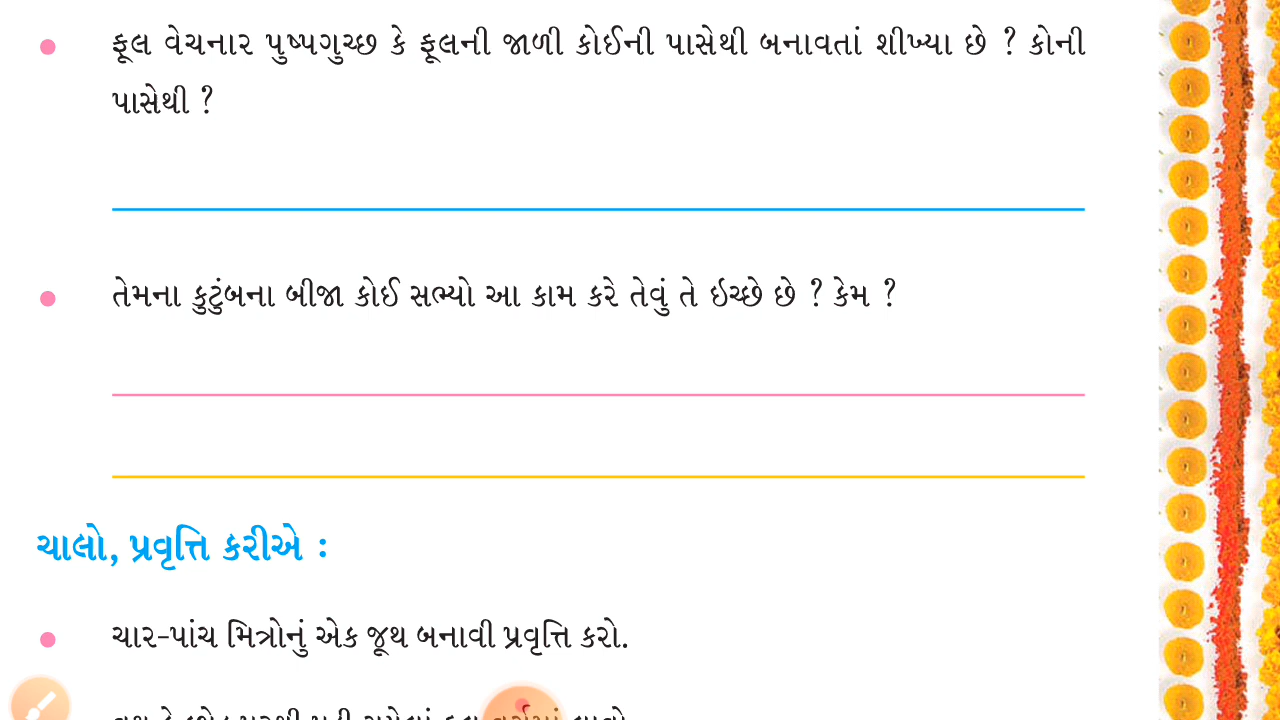 ફૂલ વેચનાર પુષ્પગુચ્છ કે ફૂલની જાળી કોઈની પાસેથી બનાવતાં શીખ્યા છે ? કોની
પાસેથી ?
તેમના કુટુંબના બીજા કોઈ સભ્યો આ કામ કરે તેવું તે ઇચ્છે છે ? કેમ ?
ચાલો, પ્રવૃત્તિ કરીએ :
ચાર-પાંચ મિત્રોનું એક જૂથ બનાવી પ્રવૃત્તિ કરો.